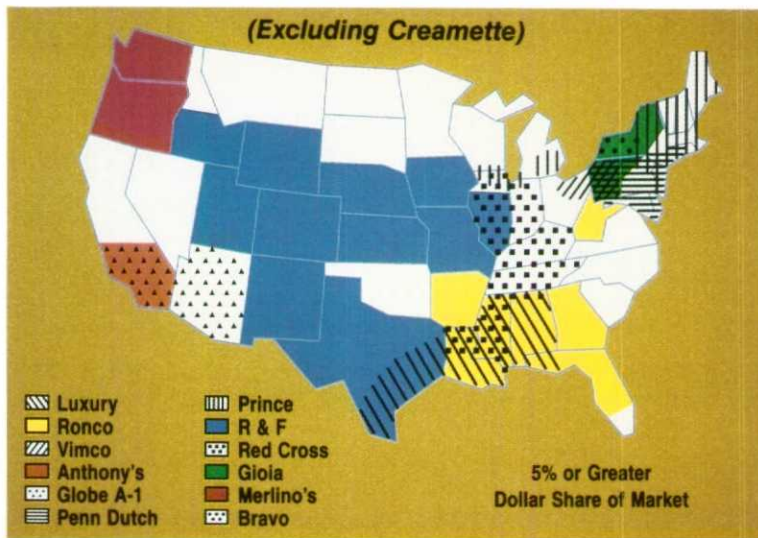 (Excluding Creamette)
Luxury
Ronco
Vimco
Anthony's
Globe A-1
Penn Dutch
Prince
R & F
Red Cross
Gioia
Merlino's
Bravo
5% or Greater
Dollar Share of Market